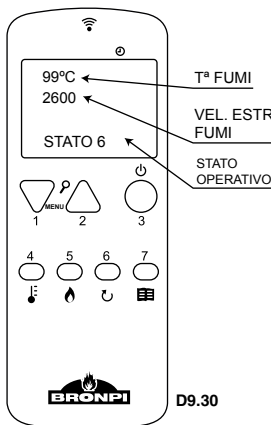 99ºC
Tª FUMI
2600
VEL. ESTR
FUMI
STATO 6
STATO
OPERATIVO
MENU
1
2
3
4
5
6
7
BRONPI
D9.30